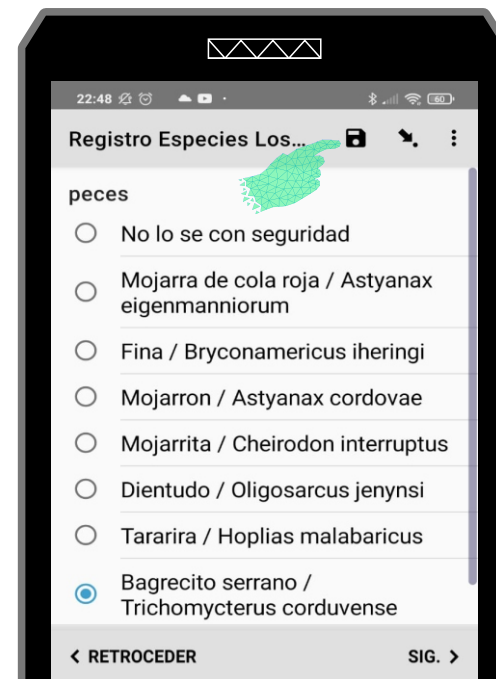 22:48
60
Registro Especies Los...
peces
No lo se con seguridad
Mojarra de cola roja / Astyanax
eigenmanniorum
Fina / Bryconamericus iheringi
Mojarron / Astyanax cordovae
Mojarrita / Cheirodon interruptus
Dientudo / Oligosarcus jenynsi
Tararira / Hoplias malabaricus
Bagrecito serrano /
Trichomycterus corduvense
< RETROCEDER
SIG. >